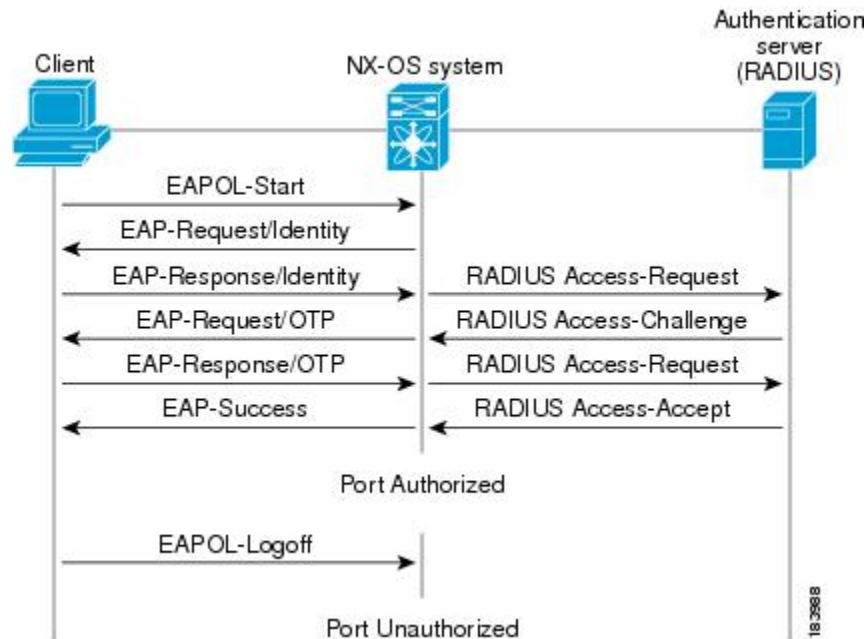 Client
NX-OS system
Authentication
server
(RADIUS)
EAPOL-Start
EAP-Request/Identity
EAP-Response/Identity
RADIUS Access-Request
EAP-Request/OTP
RADIUS Access-Challenge
EAP-Response/OTP
RADIUS Access-Request
EAP-Success
RADIUS Access-Accept
Port Authorized
EAPOL-Logoff
Port Unauthorized
183988